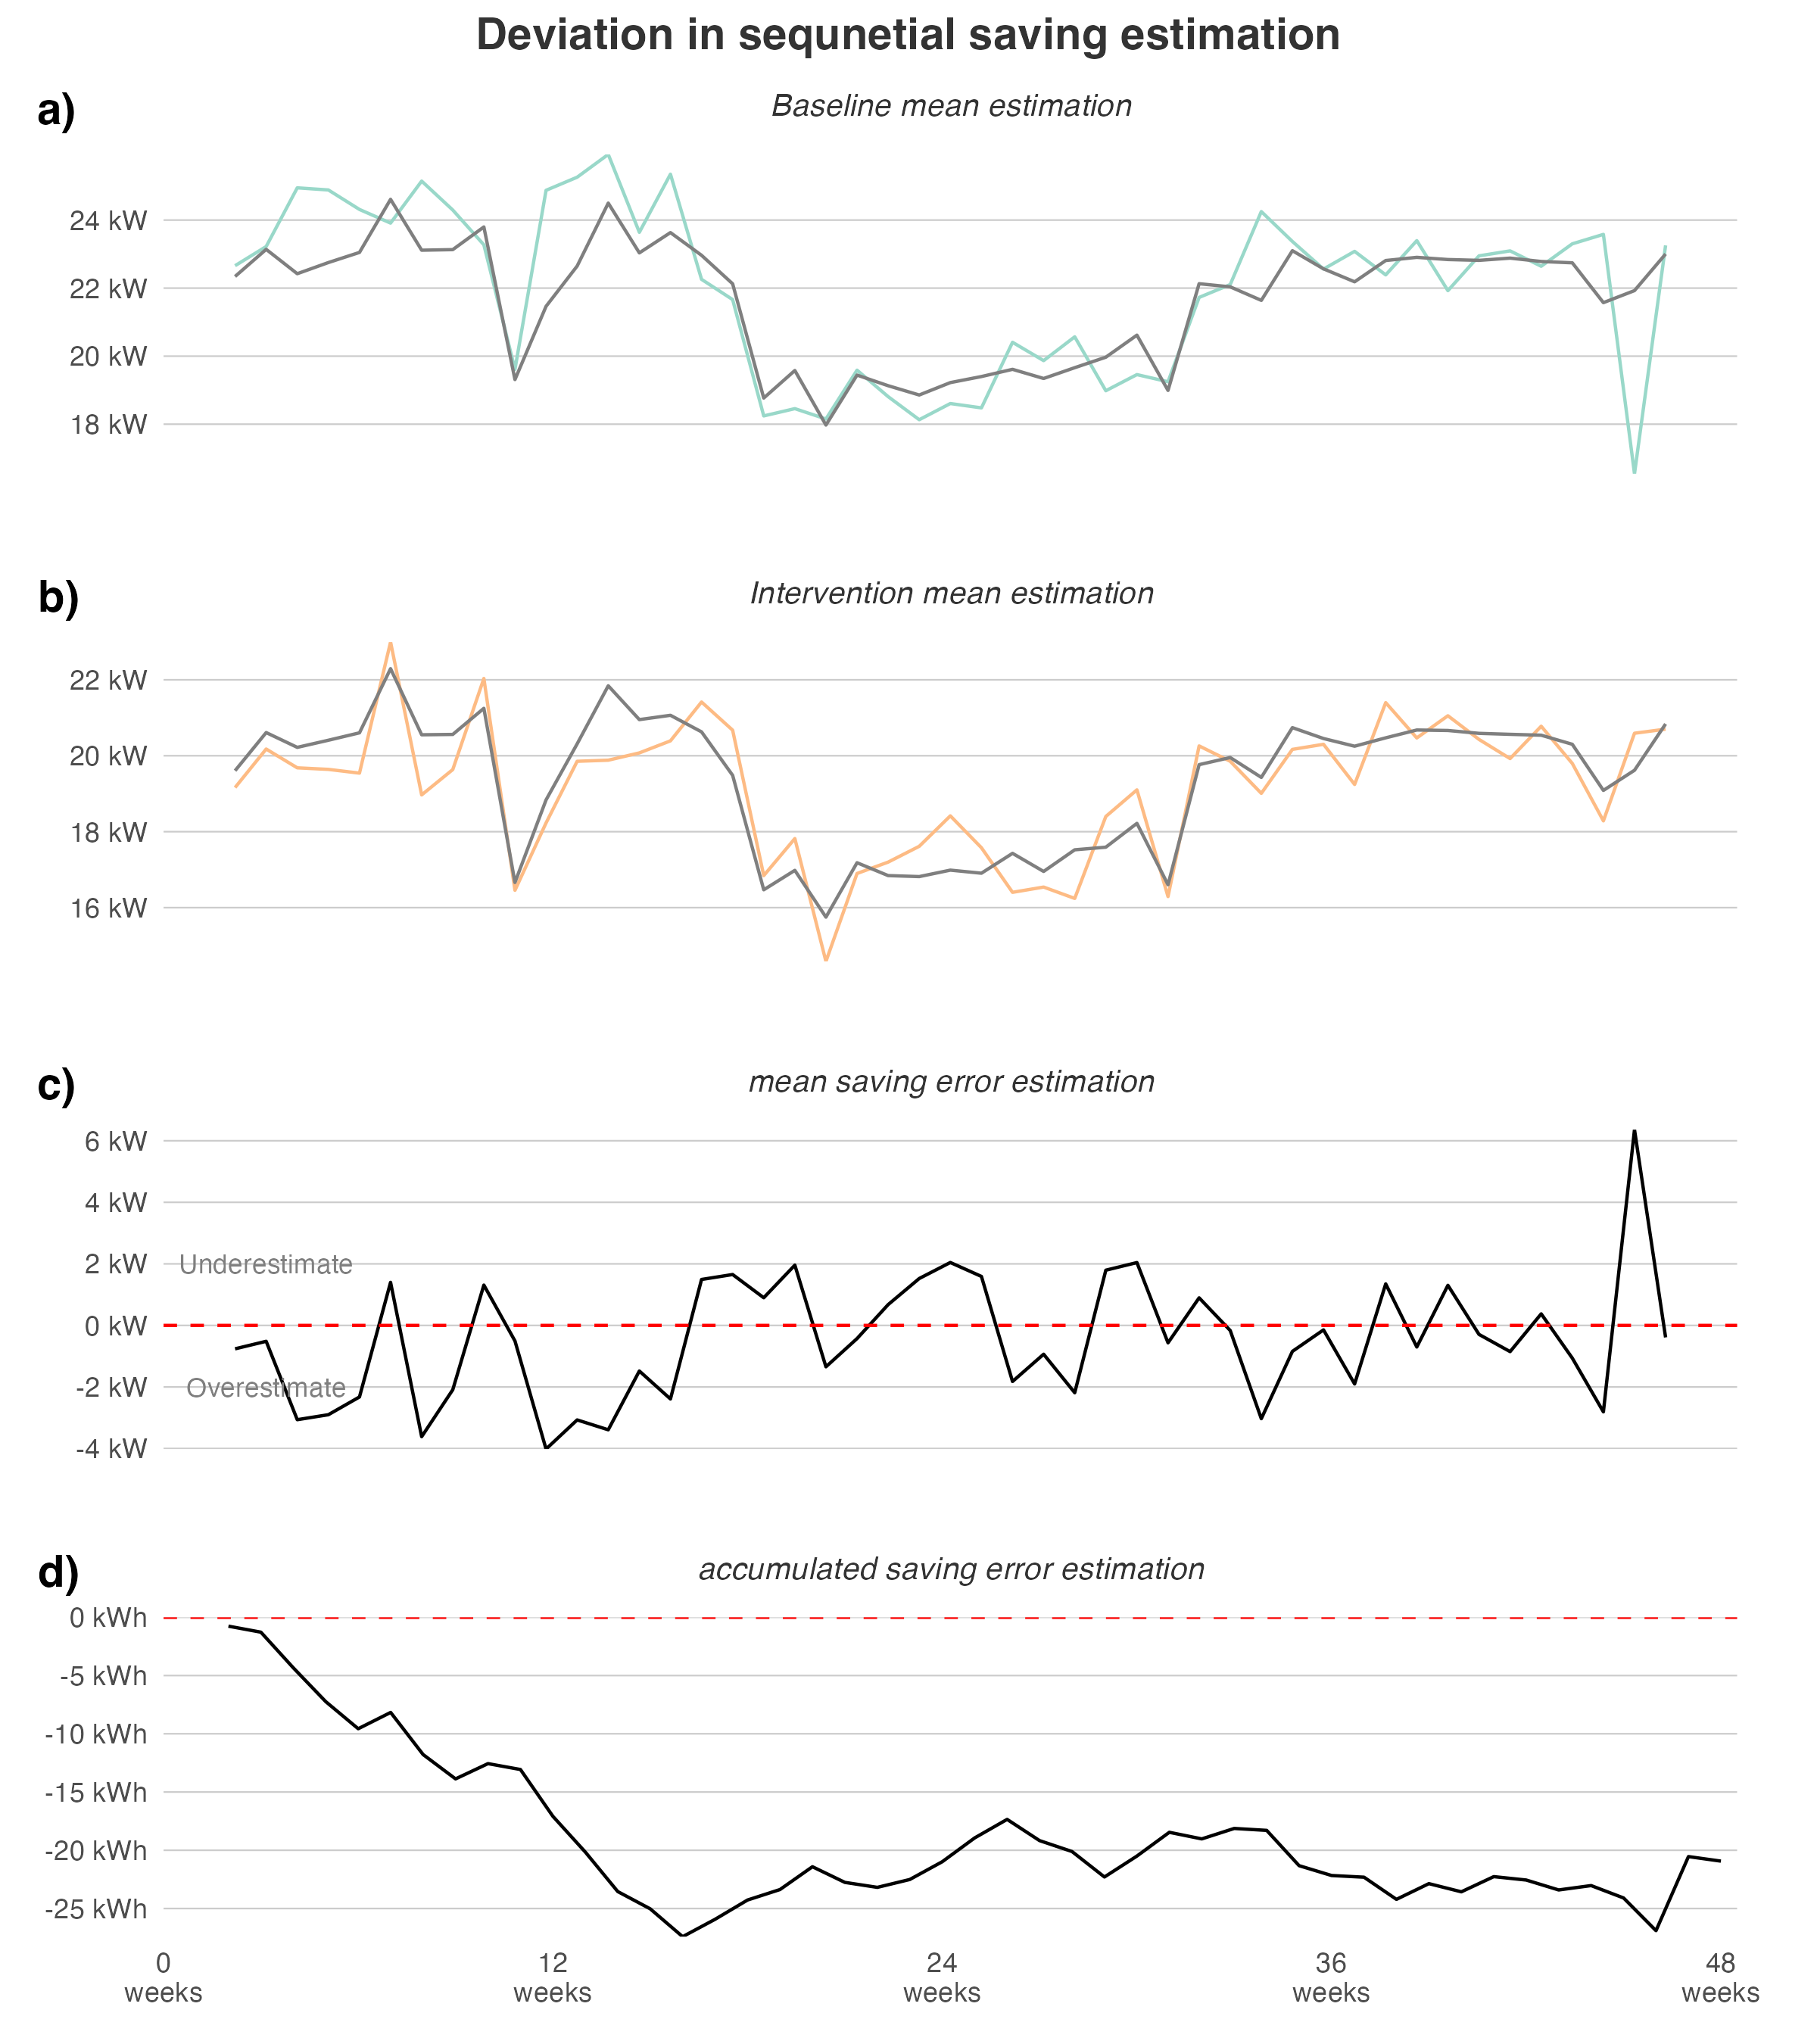 Deviation in sequnetial saving estimation
a)
Baseline mean estimation
24 kW
22 kW
20 kW
18 kW
b)
Intervention mean estimation
22 kW
20 kW
18 kW
16 kW
c)
mean saving error estimation
6 kW
4 kW
2 kW
Underestimate
0 kW
-2 kW
Overestimate
-4 kW
d)
accumulated saving error estimation
0 kWh
-5 kWh
-10 kWh
-15 kWh
-20 kWh
-25 kWh
0 12 24 36 48
weeks weeks weeks weeks weeks